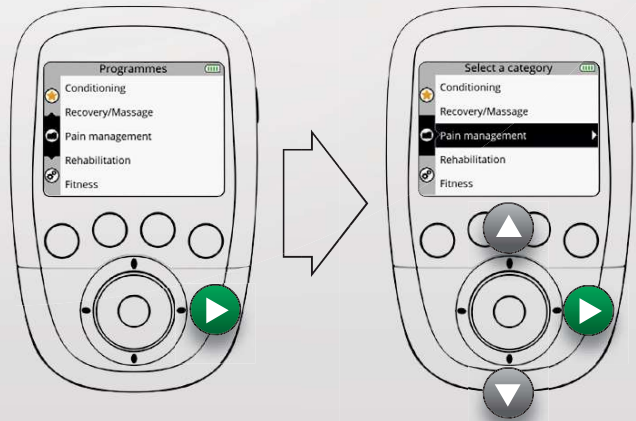 Programmes
Conditioning
Recovery/Massage
Pain management
Rehabilitation
Fitness
Select a category
Conditioning
Recovery/Massage
Pain management
Rehabilitation
Fitness